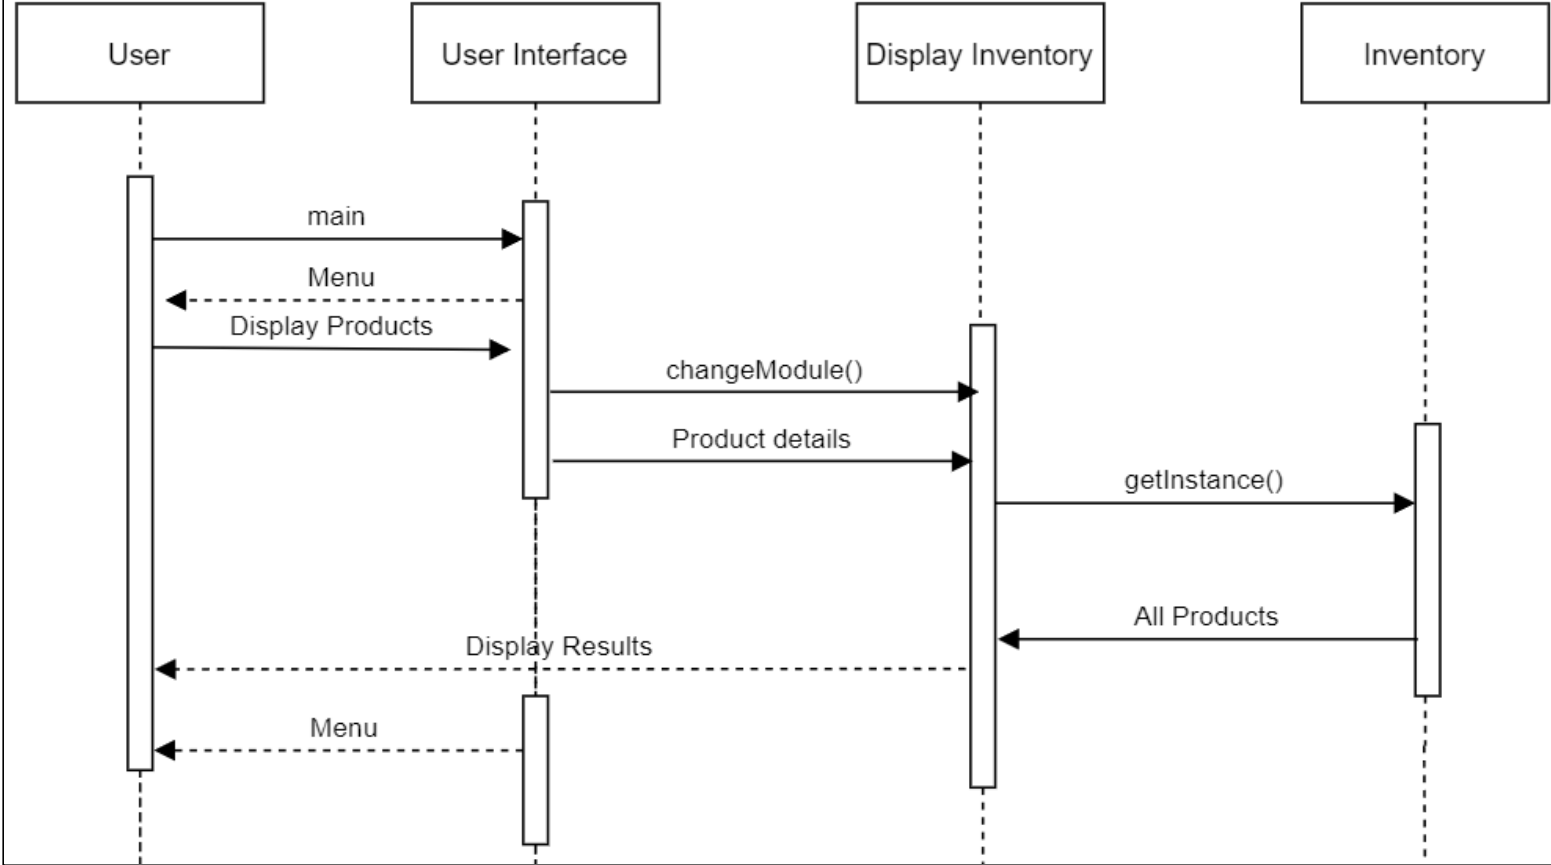 User
User Interface
Display Inventory
Inventory
main
Menu
Display Products
changeModule()
Product details
getInstance()
All Products
Display Results
Menu